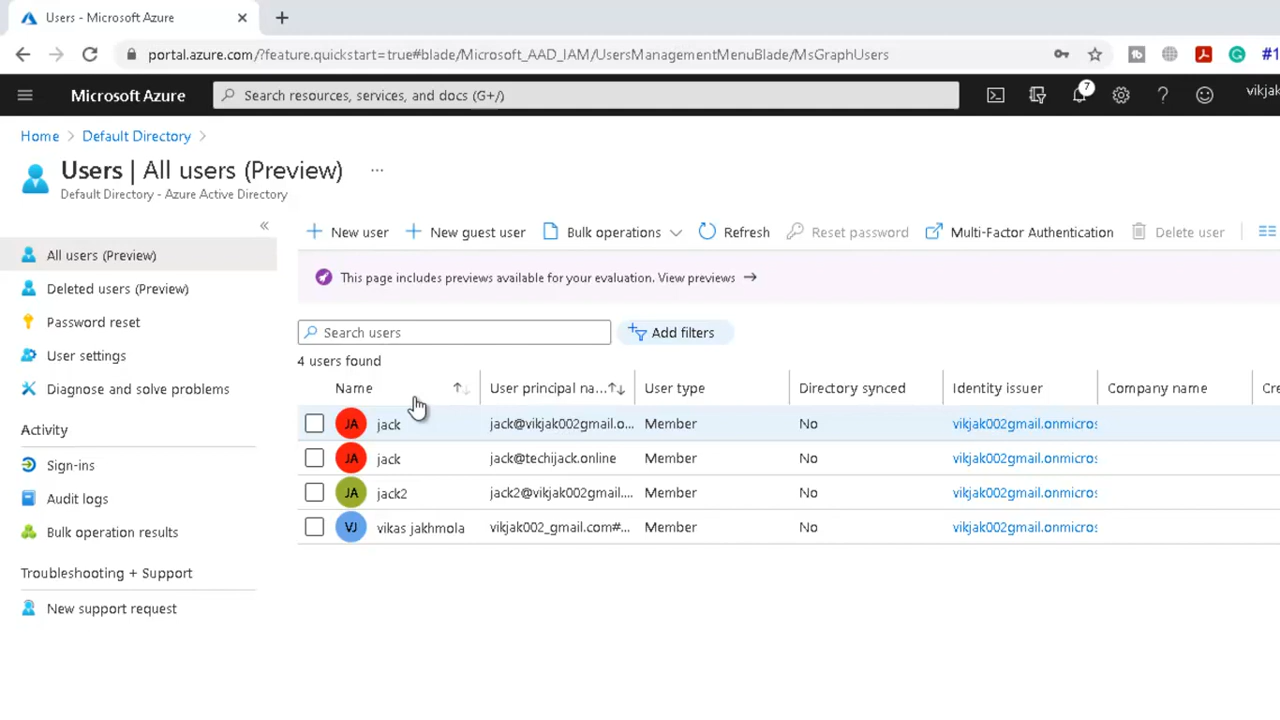 Users - Microsoft Azure
portal.azure.com/?feature.quickstart=true#blade/Microsoft_AAD_IAM/UsersManagementMenuBlade/MsGraphUsers
#1
Microsoft Azure
Search resources, services, and docs (G+/)
7
vikjak
Home > Default Directory >
Users | All users (Preview) ...
Default Directory - Azure Active Directory
«
+ New user + New guest user Bulk operations Refresh Reset password Multi-Factor Authentication Delete user
All users (Preview)
Deleted users (Preview)
Password reset
User settings
Diagnose and solve problems
Activity
Sign-ins
Audit logs
Bulk operation results
Troubleshooting + Support
New support request
This page includes previews available for your evaluation. View previews →
Search users
Add filters
4 users found
Name User principal na... User type Directory synced Identity issuer Company name Cre
JA jack jack@vikjak002gmail.o... Member No vikjak002gmail.onmicros
JA jack jack@techijack.online Member No vikjak002gmail.onmicros
JA jack2 jack2@vikjak002gmail.... Member No vikjak002gmail.onmicros
VJ vikas jakhmola vikjak002_gmail.com#... Member No vikjak002gmail.onmicros